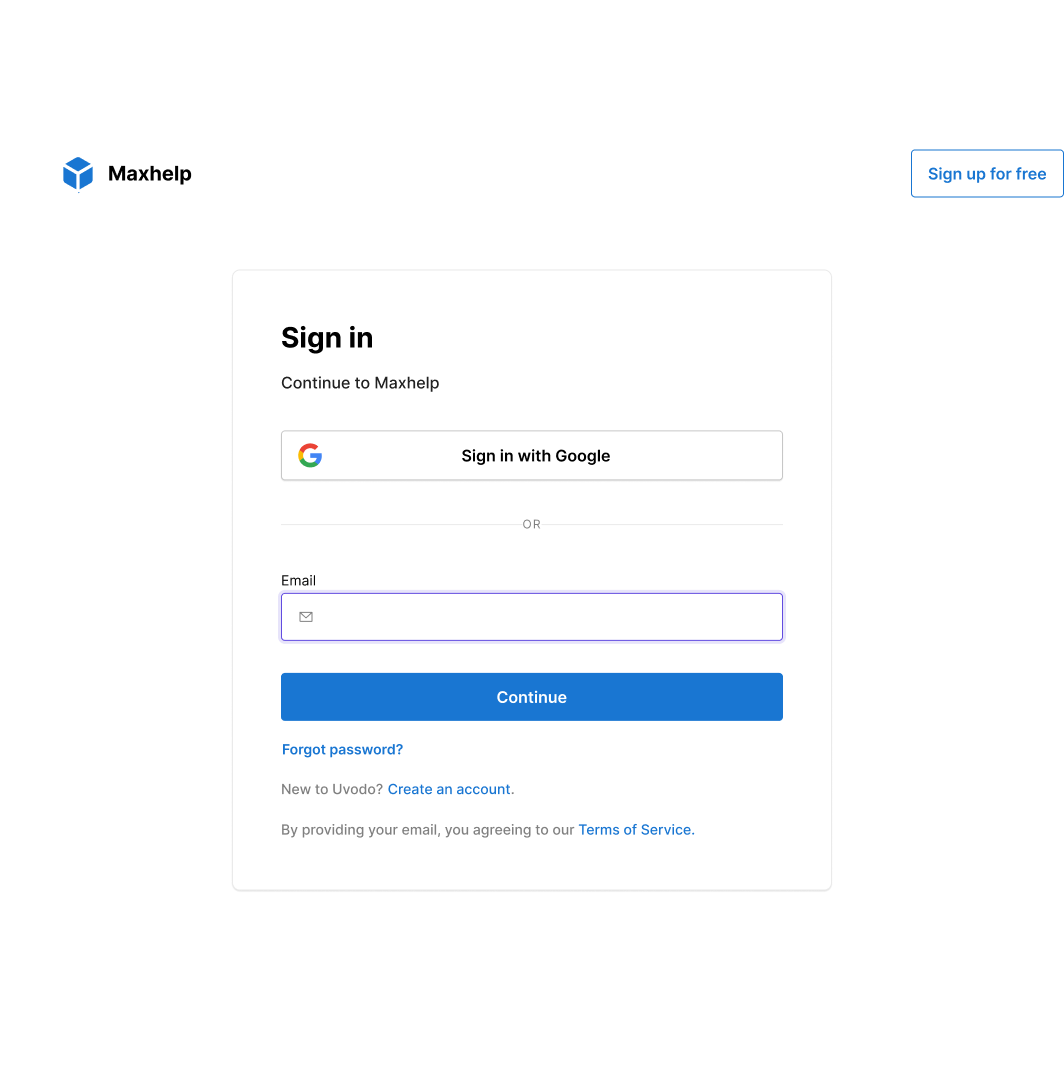 Maxhelp
Sign up for free
Sign in
Continue to Maxhelp
Sign in with Google
OR
Email
Continue
Forgot password?
New to Uvodo? Create an account.
By providing your email, you agreeing to our Terms of Service.